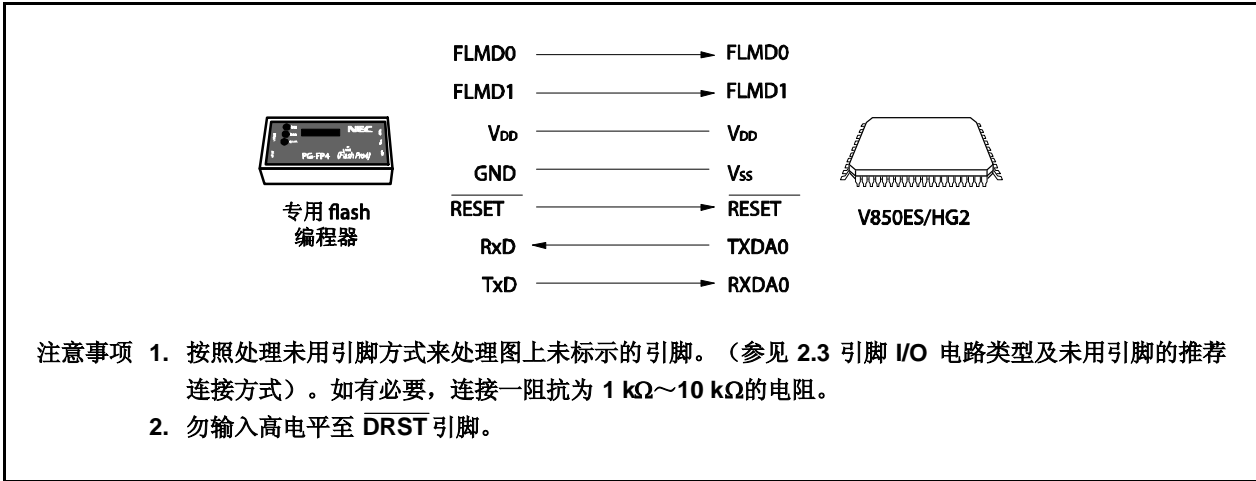 FLMD0 FLMD0
FLMD1 FLMD1
VDD VDD
GND Vss
RESET RESET
RxD TXDA0
TxD RXDA0
NEC
PG-FP4 (Flash Pro4)
专用 flash
编程器
V850ES/HG2
注意事项 1. 按照处理未用引脚方式来处理图上未标示的引脚。（参见 2.3 引脚 I/O 电路类型及未用引脚的推荐
连接方式）。如有必要，连接一阻抗为 1 kΩ～10 kΩ的电阻。
2. 勿输入高电平至 DRST 引脚。